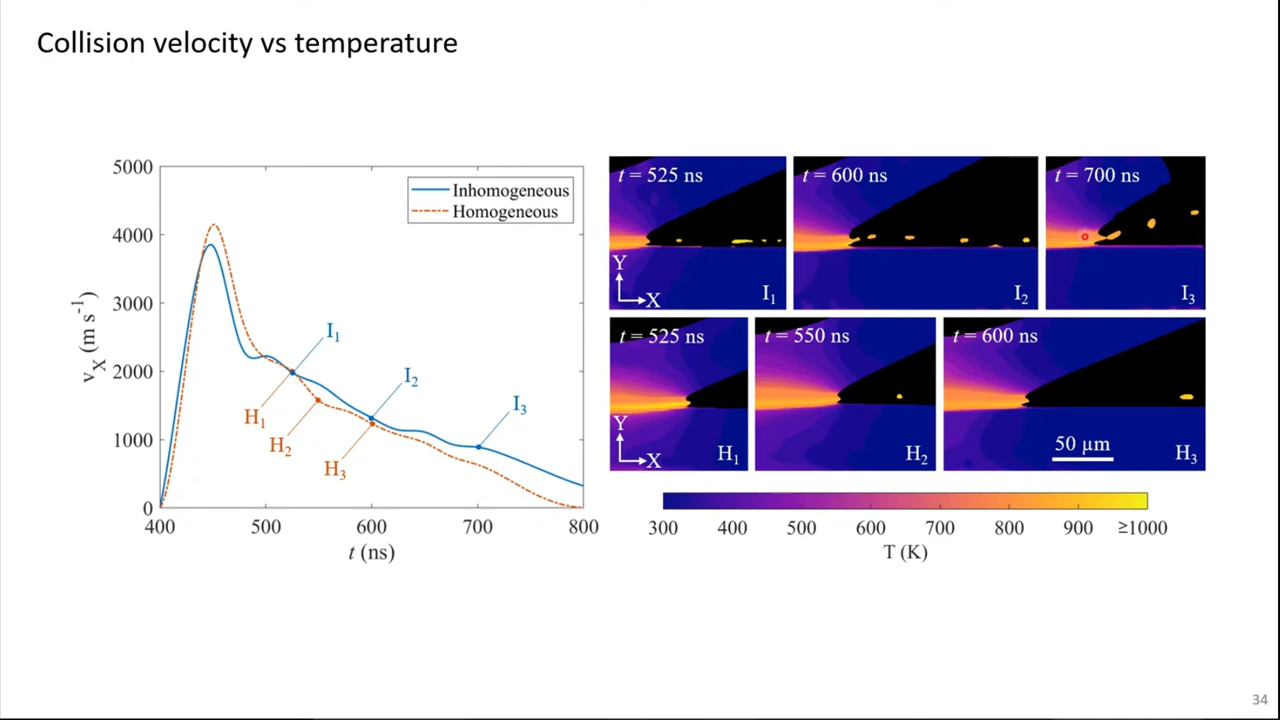 Collision velocity vs temperature
5000
4000
3000
2000
1000
0
400
500
600
700
800
v_X (m s⁻¹)
t (ns)
Inhomogeneous
Homogeneous
I₁
I₂
I₃
H₁
H₂
H₃
t = 525 ns
Y
X
I₁
t = 600 ns
I₂
t = 700 ns
I₃
t = 525 ns
Y
X
H₁
t = 550 ns
H₂
t = 600 ns
50 µm
H₃
300 400 500 600 700 800 900 ≥1000
T (K)
34